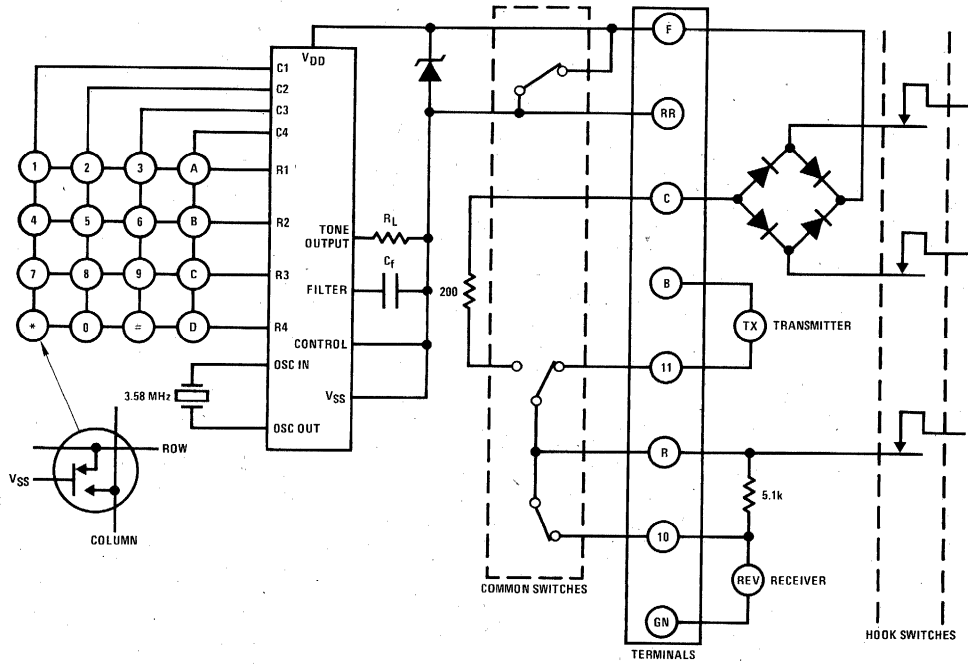 VDD
C1
C2
C3
C4
1 2 3 A R1
4 5 6 B R2
7 8 9 C R3
* 0 = D R4
TONE
OUTPUT
RL
FILTER
Cf
CONTROL
OSC IN
VSS
OSC OUT
3.58 MHz
VSS
ROW
COLUMN
200
COMMON SWITCHES
F
RR
C
B
11
R
10
GN
TERMINALS
TX TRANSMITTER
5.1k
REV RECEIVER
HOOK SWITCHES